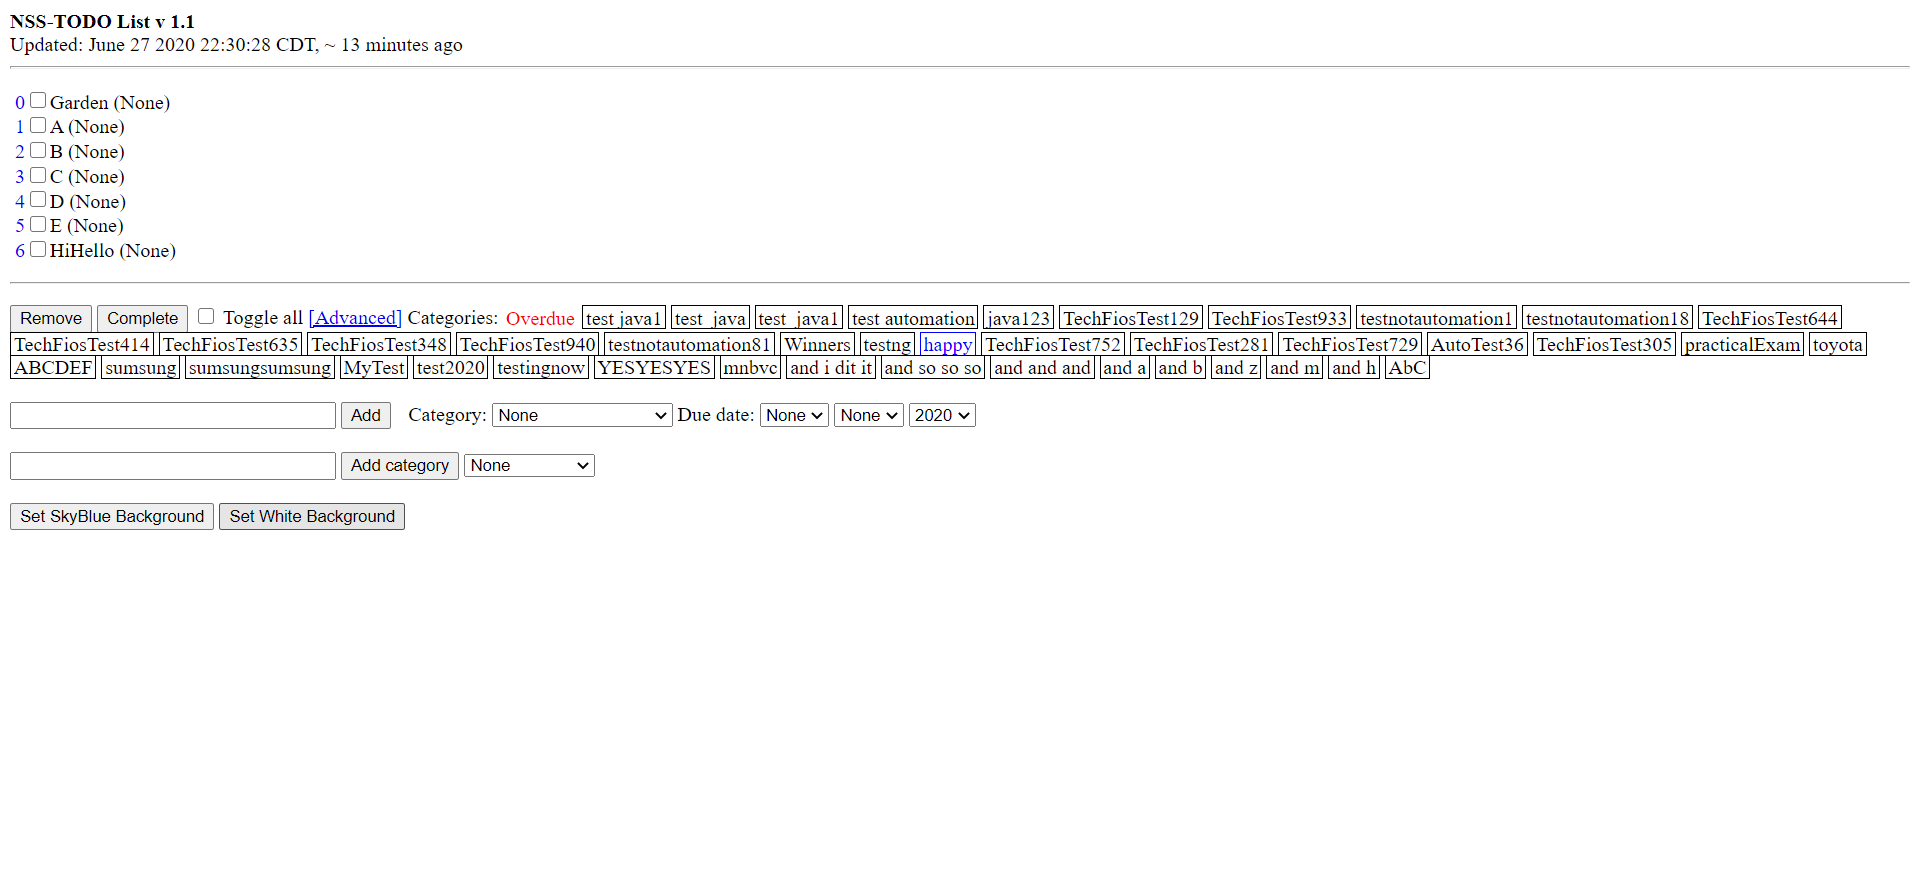 NSS-TODO List v 1.1
Updated: June 27 2020 22:30:28 CDT, ~ 13 minutes ago
0 Garden (None)
1 A (None)
2 B (None)
3 C (None)
4 D (None)
5 E (None)
6 HiHello (None)
Remove Complete Toggle all [Advanced] Categories: Overdue test java1 test java test java1 test automation java123 TechFiosTest129 TechFiosTest933 testnotautomation1 testnotautomation18 TechFiosTest644
TechFiosTest414 TechFiosTest635 TechFiosTest348 TechFiosTest940 testnotautomation81 Winners testng happy TechFiosTest752 TechFiosTest281 TechFiosTest729 AutoTest36 TechFiosTest305 practicalExam toyota
ABCDEF sumsung sumsungsumsung MyTest test2020 testingnow YESYESYES mnbvc and i dit it and so so so and and and and a and b and z and m and h AbC
Add Category: None Due date: None None 2020
Add category None
Set SkyBlue Background Set White Background